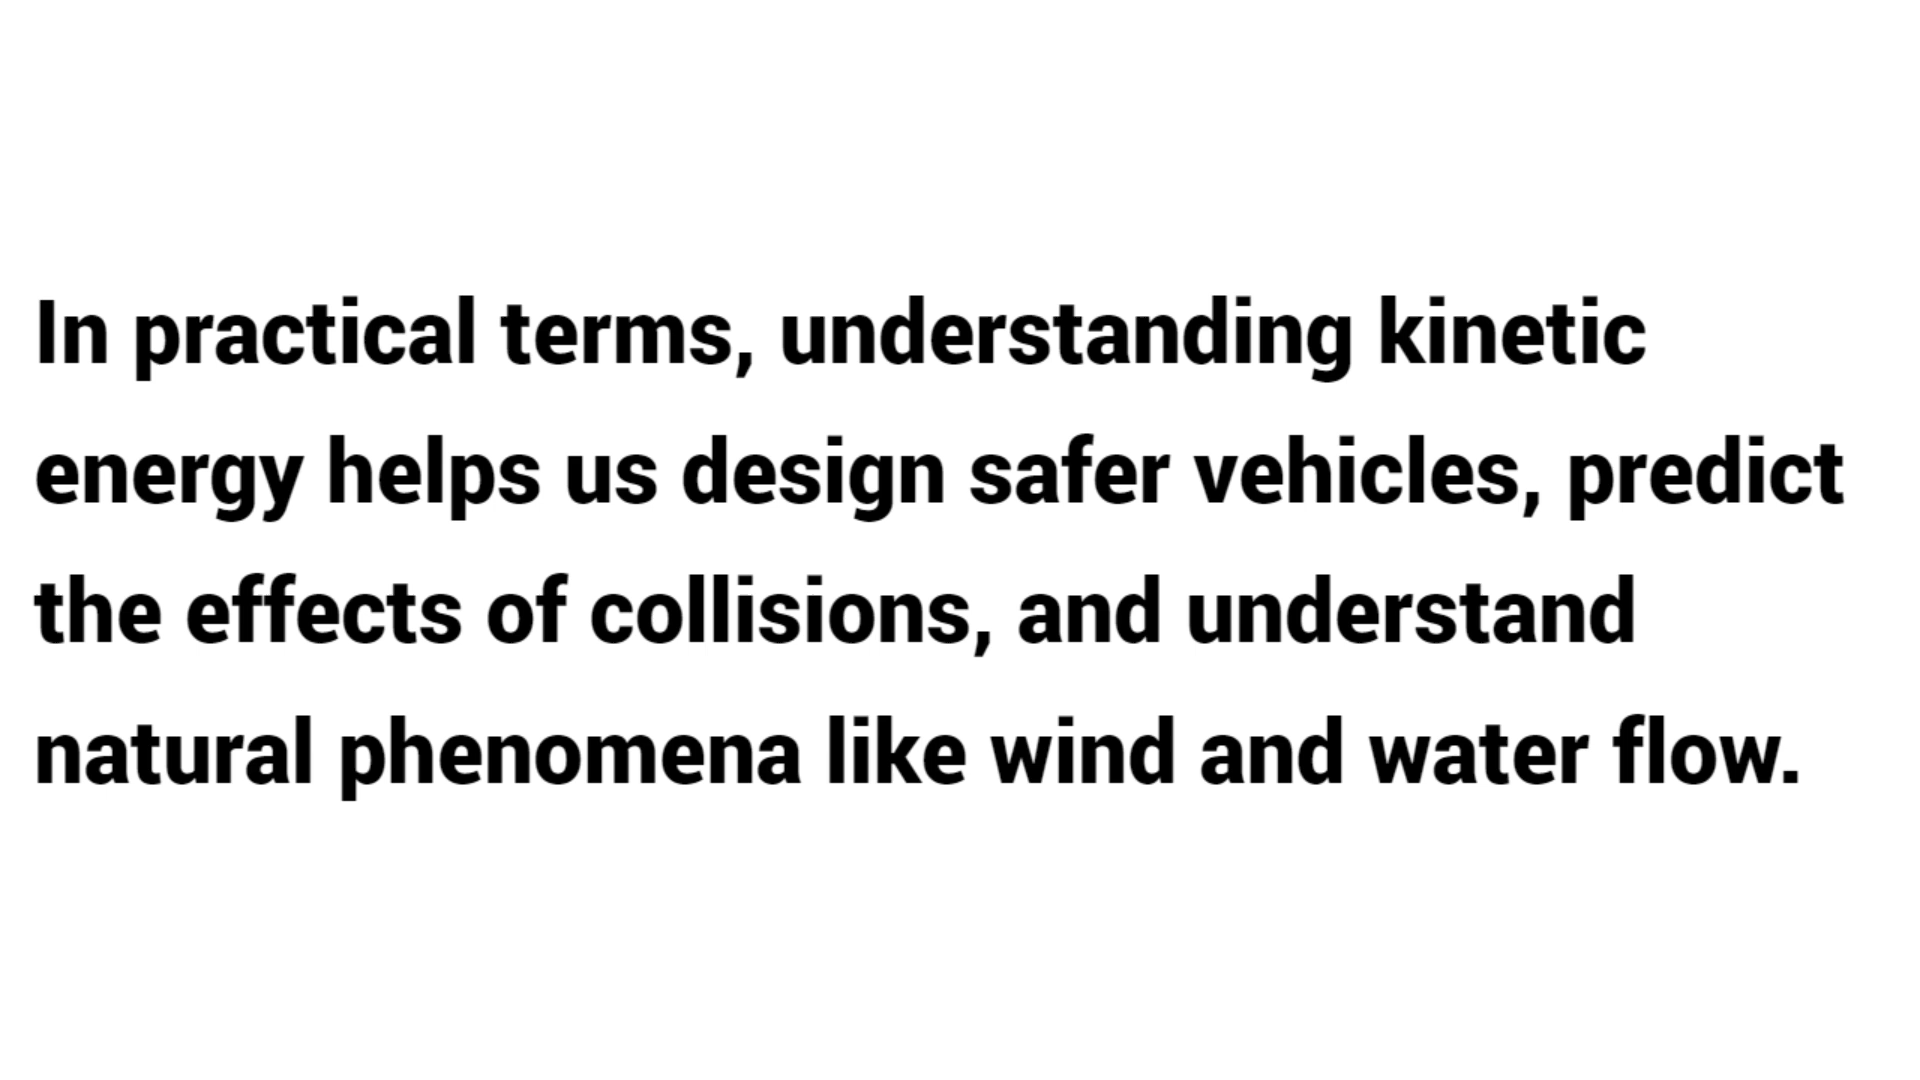 In practical terms, understanding kinetic
energy helps us design safer vehicles, predict
the effects of collisions, and understand
natural phenomena like wind and water flow.